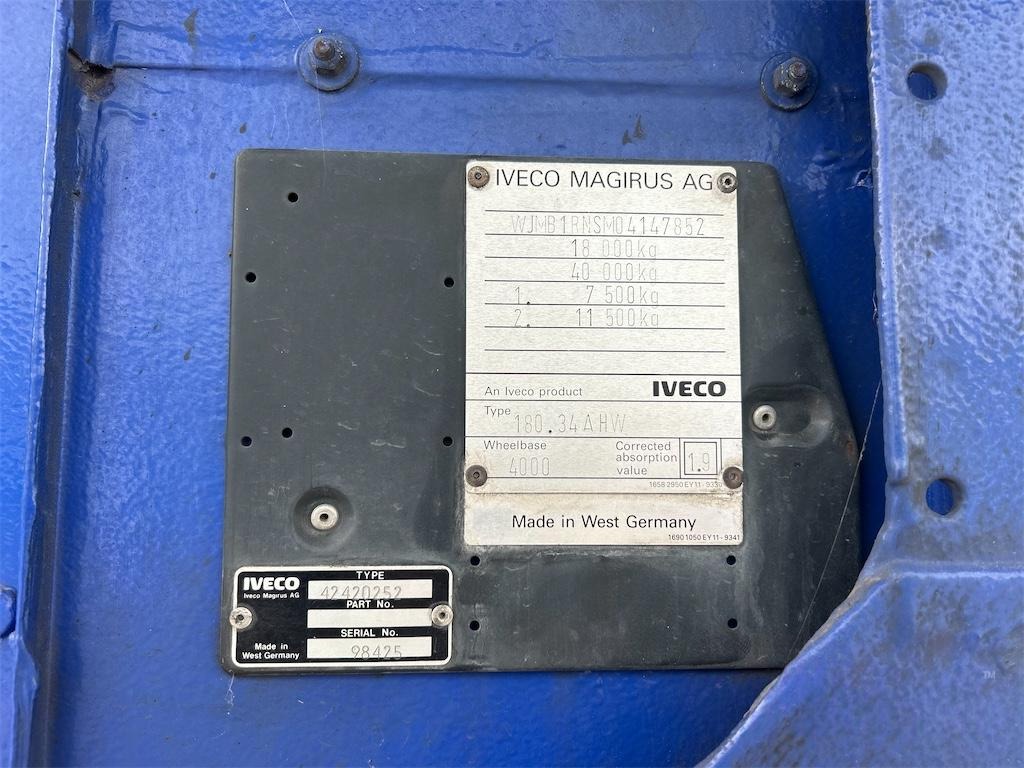 IVECO MAGIRUS AG
WJMB1RNSM04147852
18 000kg
40 000kg
1. 7 500kg
2. 11 500kg
An Iveco product IVECO
Type 180.34AHW
Wheelbase 4000
Corrected absorption value 1.9
1658 2950 EY11-9330
Made in West Germany
1690 1050 EY11-9341
IVECO
Iveco Magirus AG
TYPE
42420252
PART No.
SERIAL No.
98425
Made in
West Germany
TM